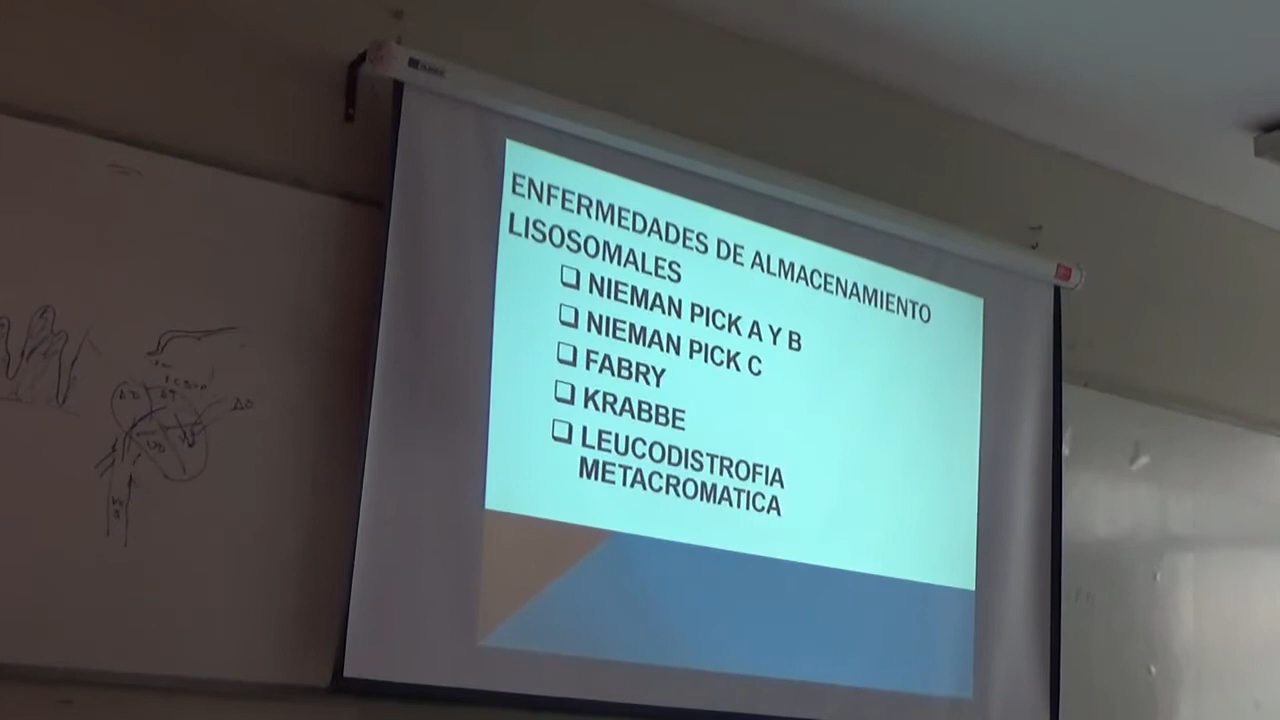 ENFERMEDADES DE ALMACENAMIENTO
LISOSOMALES
NIEMAN PICK A Y B
NIEMAN PICK C
FABRY
KRABBE
LEUCODISTROFIA
METACROMATICA